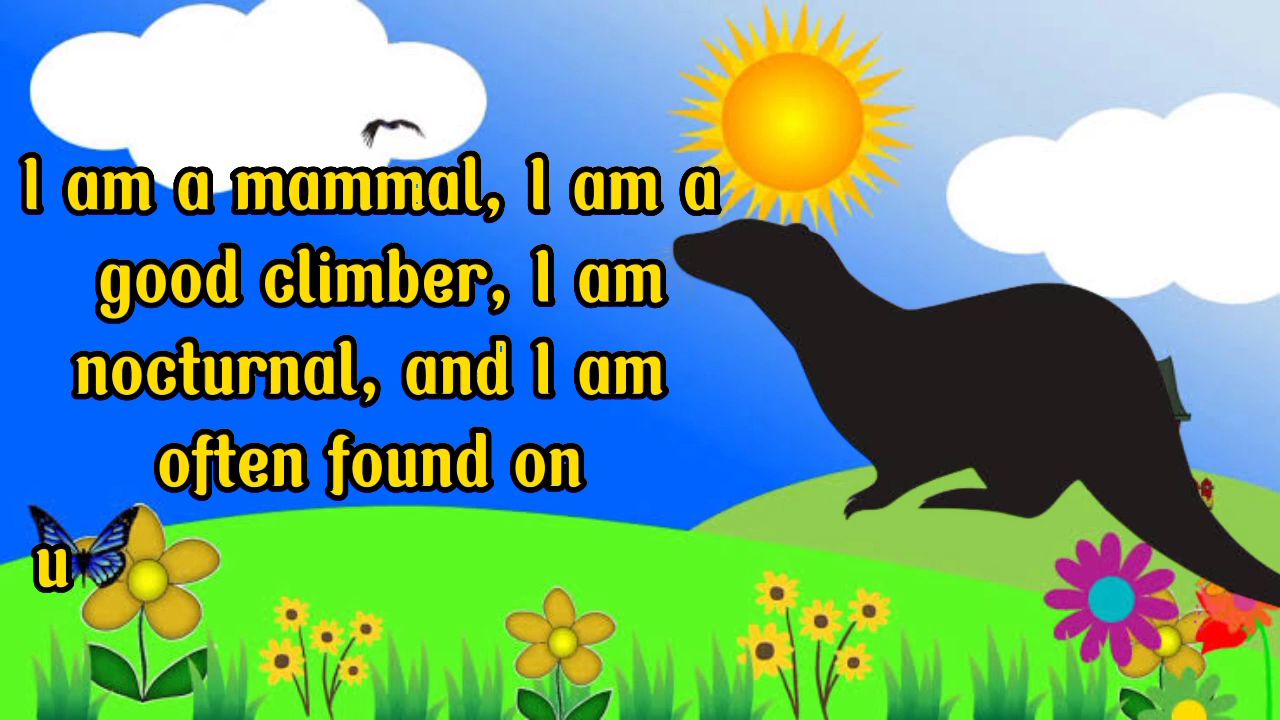 I am a mammal, I am a
good climber, I am
nocturnal, and I am
often found on
u